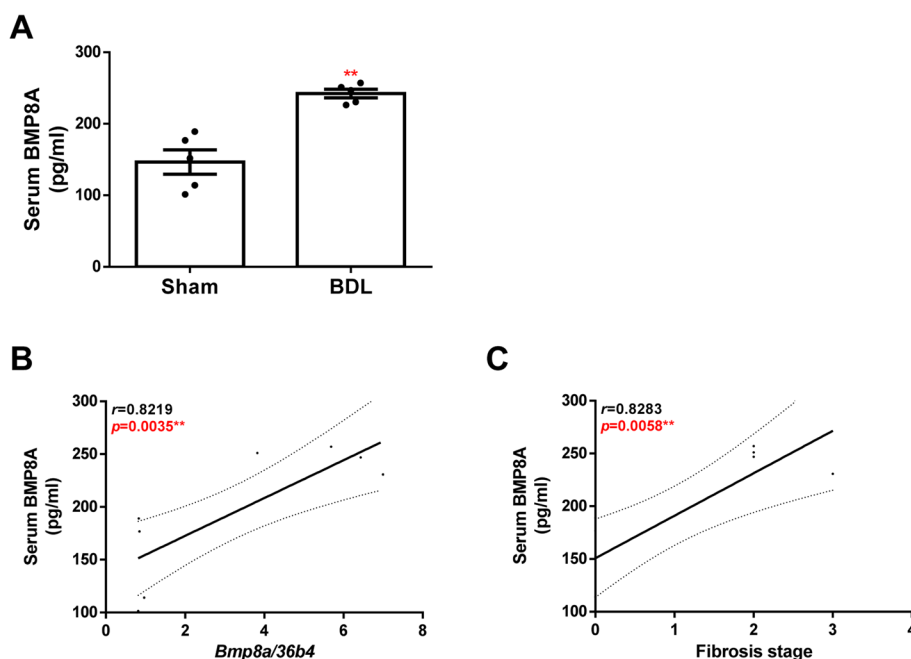 A
Serum BMP8A
(pg/ml)
300
200
100
0
**
Sham
BDL
B
Serum BMP8A
(pg/ml)
300
250
200
150
100
r=0.8219
p=0.0035**
0
2
4
6
8
Bmp8a/36b4
C
Serum BMP8A
(pg/ml)
300
250
200
150
100
r=0.8283
p=0.0058**
0
1
2
3
4
Fibrosis stage